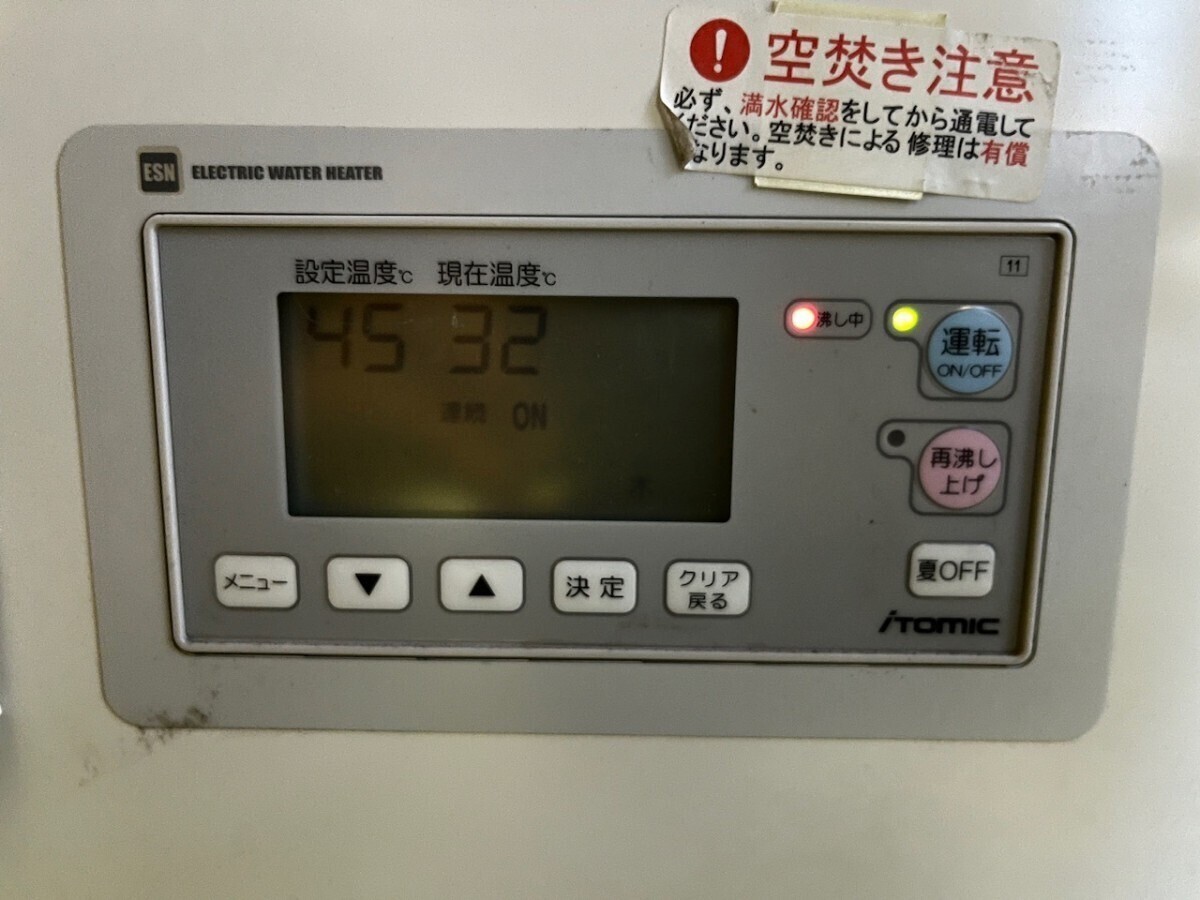 ! 空焚き注意
必ず、満水確認をしてから通電して
ください。空焚きによる修理は有償
なります。
ESN ELECTRIC WATER HEATER
11
設定温度℃ 現在温度℃
45 32
連続 ON
沸し中
運転
ON/OFF
再沸し
上げ
夏OFF
メニュー ▼ ▲ 決定 クリア
戻る
iTOMIC